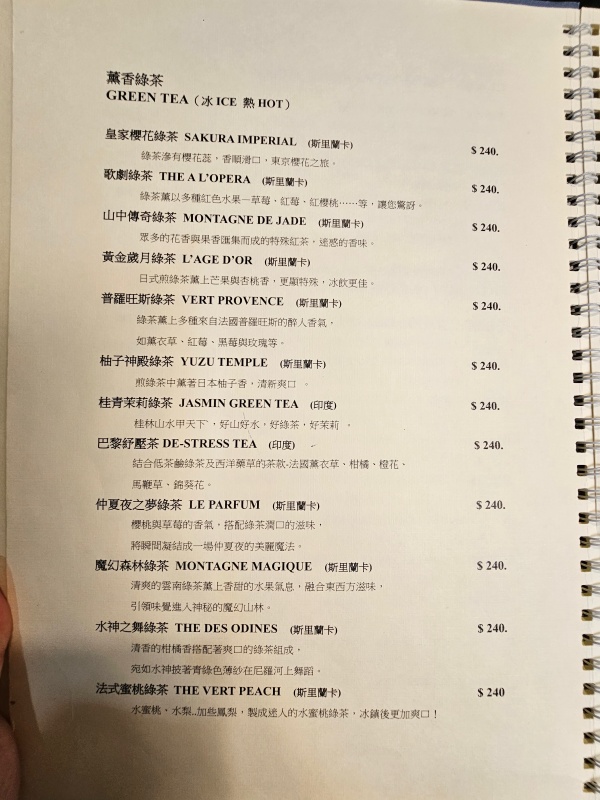 薰香綠茶
GREEN TEA（冰 ICE 熱 HOT）
皇家櫻花綠茶 SAKURA IMPERIAL (斯里蘭卡) $ 240.
綠茶滲有櫻花蕊，香順滑口，東京櫻花之旅。
歌劇綠茶 THE A L'OPERA (斯里蘭卡) $ 240.
綠茶薰以多種紅色水果－草莓、紅莓、紅櫻桃⋯⋯等，讓您驚訝。
山中傳奇綠茶 MONTAGNE DE JADE (斯里蘭卡) $ 240.
眾多的花香與果香匯集而成的特殊紅茶，迷惑的香味。
黃金歲月綠茶 L'AGE D'OR (斯里蘭卡) $ 240.
日式煎綠茶薰上芒果與杏桃香，更顯特殊，冰飲更佳。
普羅旺斯綠茶 VERT PROVENCE (斯里蘭卡) $ 240.
綠茶薰上多種來自法國普羅旺斯的醉人香氣，
如薰衣草、紅莓、黑莓與玫瑰等。
柚子神殿綠茶 YUZU TEMPLE (斯里蘭卡) $ 240.
煎綠茶中薰著日本柚子香，清新爽口 。
桂青茉莉綠茶 JASMIN GREEN TEA (印度) $ 240.
桂林山水甲天下，好山好水，好綠茶，好茉莉 。
巴黎紓壓茶 DE-STRESS TEA (印度) $ 240.
結合低茶鹼綠茶及西洋藥草的茶款-法國薰衣草、柑橘、橙花、
馬鞭草、錦葵花。
仲夏夜之夢綠茶 LE PARFUM (斯里蘭卡) $ 240.
櫻桃與草莓的香氣，搭配綠茶潤口的滋味，
將瞬間凝結成一場仲夏夜的美麗魔法。
魔幻森林綠茶 MONTAGNE MAGIQUE (斯里蘭卡) $ 240.
清爽的雲南綠茶薰上香甜的水果氣息，融合東西方滋味，
引領味覺進入神秘的魔幻山林。
水神之舞綠茶 THE DES ODINES (斯里蘭卡) $ 240.
清香的柑橘香搭配著爽口的綠茶組成，
宛如水神披著青綠色薄紗在尼羅河上舞蹈。
法式蜜桃綠茶 THE VERT PEACH (斯里蘭卡) $ 240
水蜜桃，水梨..加些鳳梨，製成迷人的水蜜桃綠茶，冰鎮後更加爽口！